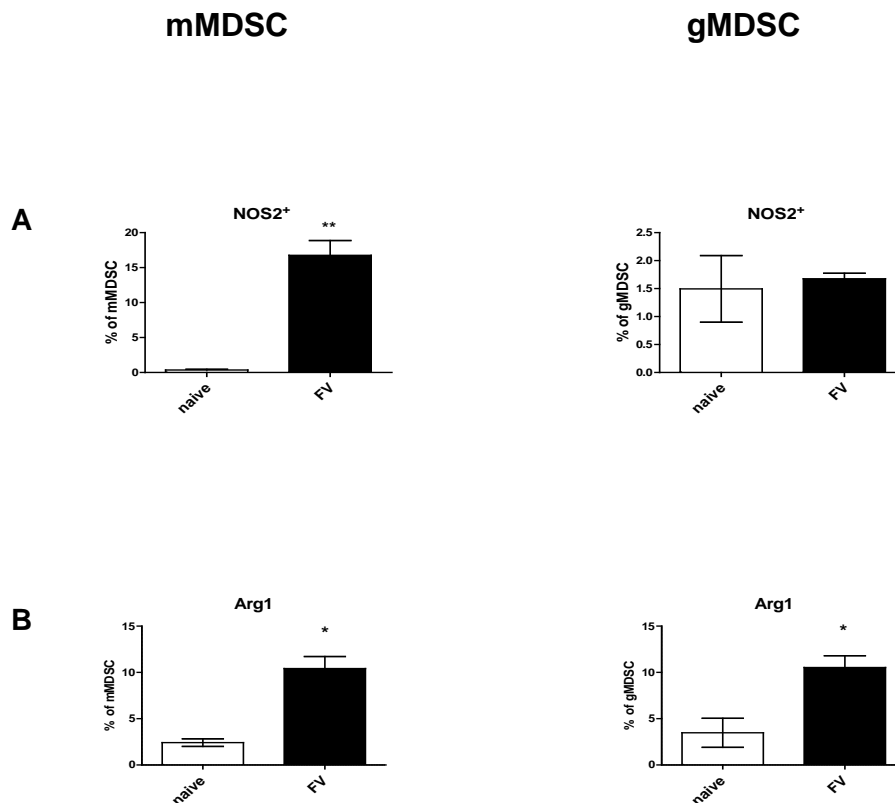 mMDSC
gMDSC
A
NOS2⁺
**
% of mMDSC
20
15
10
5
0
naive
FV
NOS2⁺
% of gMDSC
2.5
2.0
1.5
1.0
0.5
0.0
naive
FV
B
Arg1
*
% of mMDSC
15
10
5
0
naive
FV
Arg1
*
% of gMDSC
15
10
5
0
naive
FV